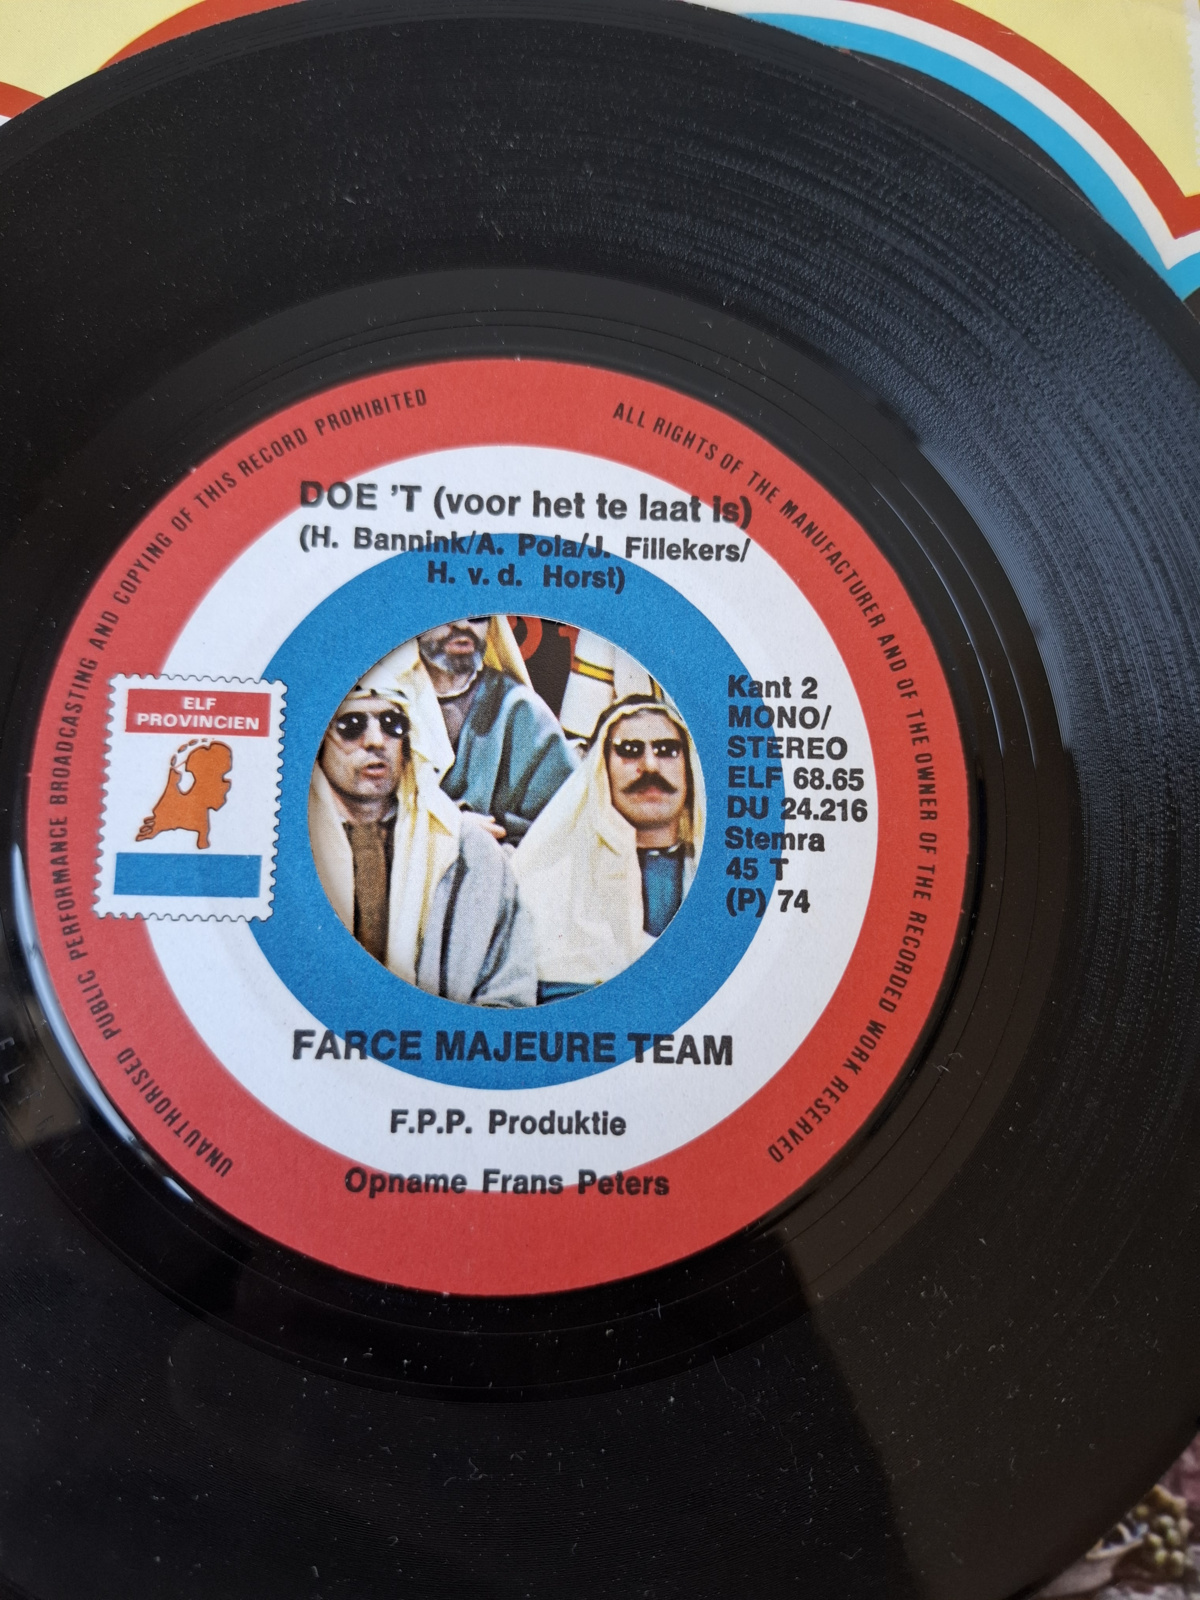 UNAUTHORISED PUBLIC PERFORMANCE BROADCASTING AND COPYING OF THIS RECORD PROHIBITED
ALL RIGHTS OF THE MANUFACTURER AND OF THE OWNER OF THE RECORDED WORK RESERVED
DOE 'T (voor het te laat is)
(H. Bannink/A. Pola/J. Fillekers/
H. v. d. Horst)
ELF
PROVINCIEN
Kant 2
MONO/
STEREO
ELF 68.65
DU 24.216
Stemra
45 T
(P) 74
FARCE MAJEURE TEAM
F.P.P. Produktie
Opname Frans Peters